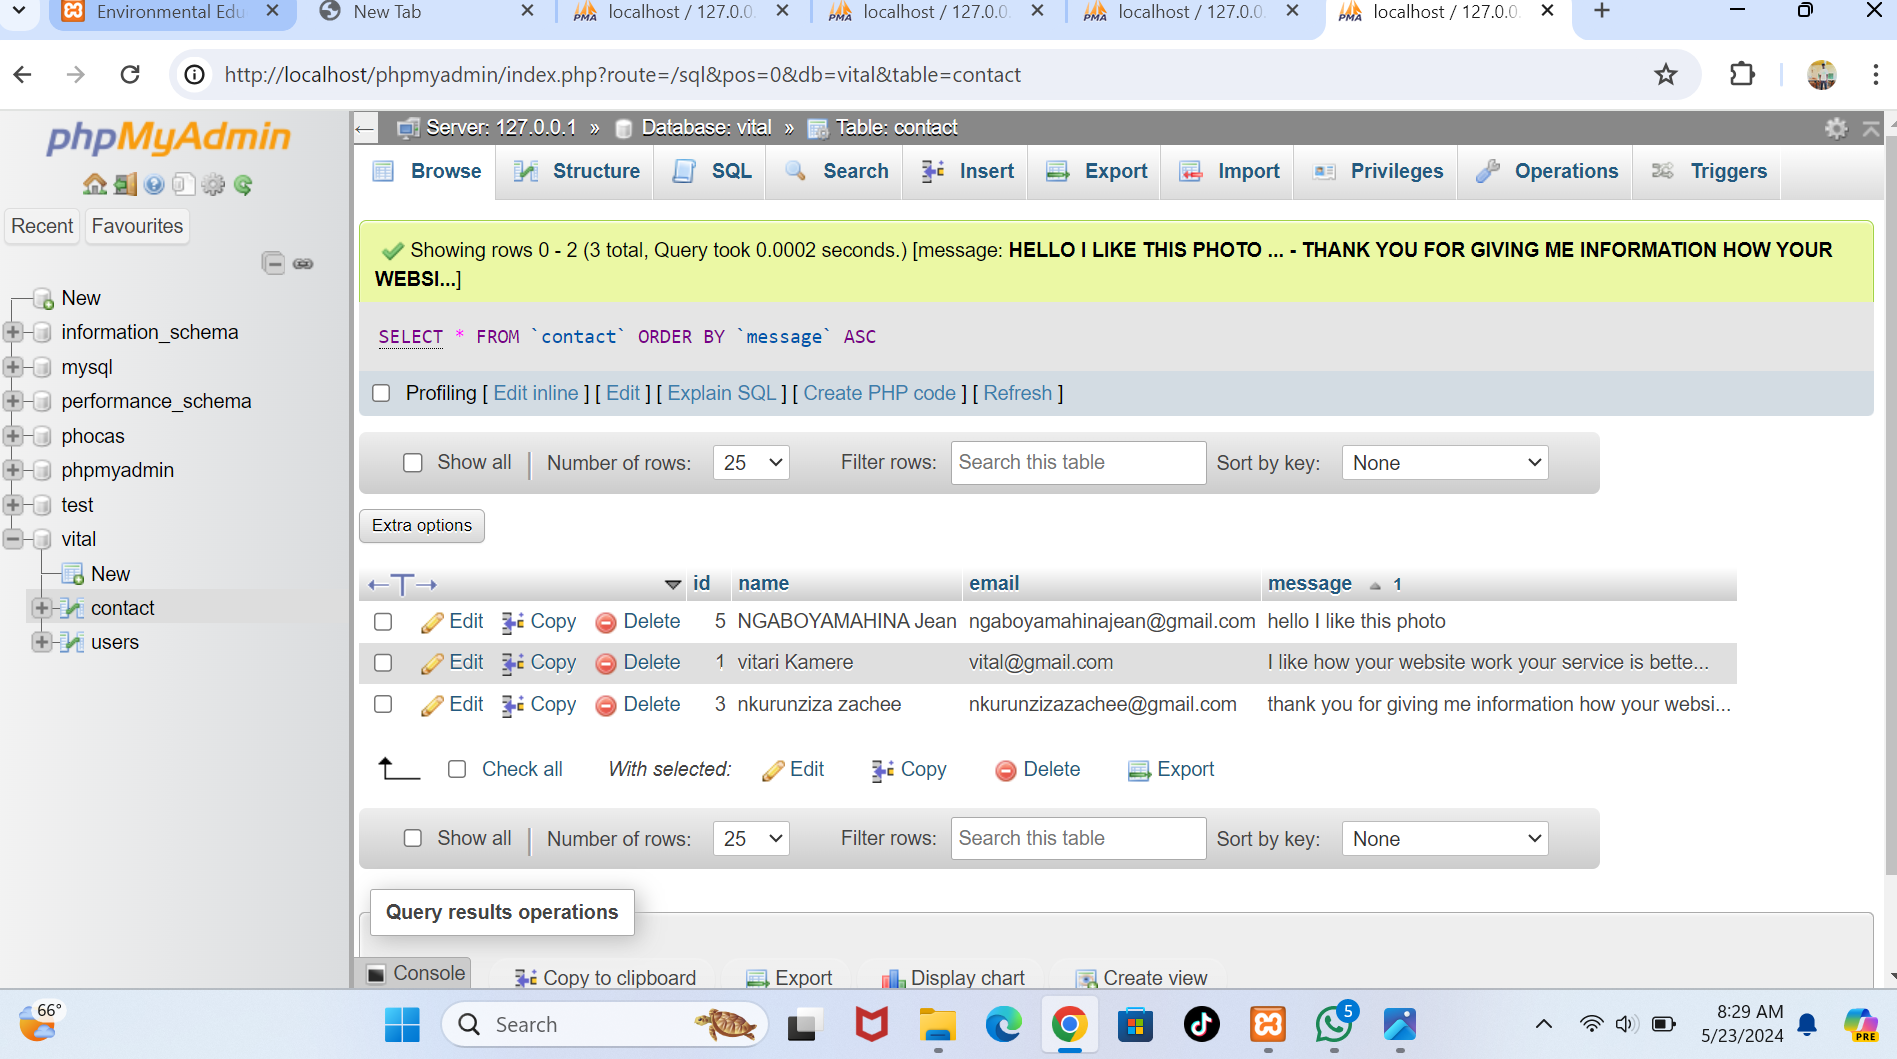 Environmental Edu
New Tab
localhost / 127.0.0.
localhost / 127.0.0.
localhost / 127.0.0.
localhost / 127.0.0.
http://localhost/phpmyadmin/index.php?route=/sql&pos=0&db=vital&table=contact
phpMyAdmin
Recent Favourites
New
information_schema
mysql
performance_schema
phocas
phpmyadmin
test
vital
New
contact
users
Server: 127.0.0.1 » Database: vital » Table: contact
Browse Structure SQL Search Insert Export Import Privileges Operations Triggers
Showing rows 0 - 2 (3 total, Query took 0.0002 seconds.) [message: HELLO I LIKE THIS PHOTO ... - THANK YOU FOR GIVING ME INFORMATION HOW YOUR
WEBSI...]
SELECT * FROM `contact` ORDER BY `message` ASC
Profiling [ Edit inline ] [ Edit ] [ Explain SQL ] [ Create PHP code ] [ Refresh ]
Show all Number of rows: 25 Filter rows: Search this table Sort by key: None
Extra options
←T→ id name email message 1
Edit Copy Delete 5 NGABOYAMAHINA Jean ngaboyamahinajean@gmail.com hello I like this photo
Edit Copy Delete 1 vitari Kamere vital@gmail.com I like how your website work your service is bette...
Edit Copy Delete 3 nkurunziza zachee nkurunzizazachee@gmail.com thank you for giving me information how your websi...
Check all With selected: Edit Copy Delete Export
Show all Number of rows: 25 Filter rows: Search this table Sort by key: None
Query results operations
Console Copy to clipboard Export Display chart Create view
66°
Search
5
8:29 AM
5/23/2024
PRE